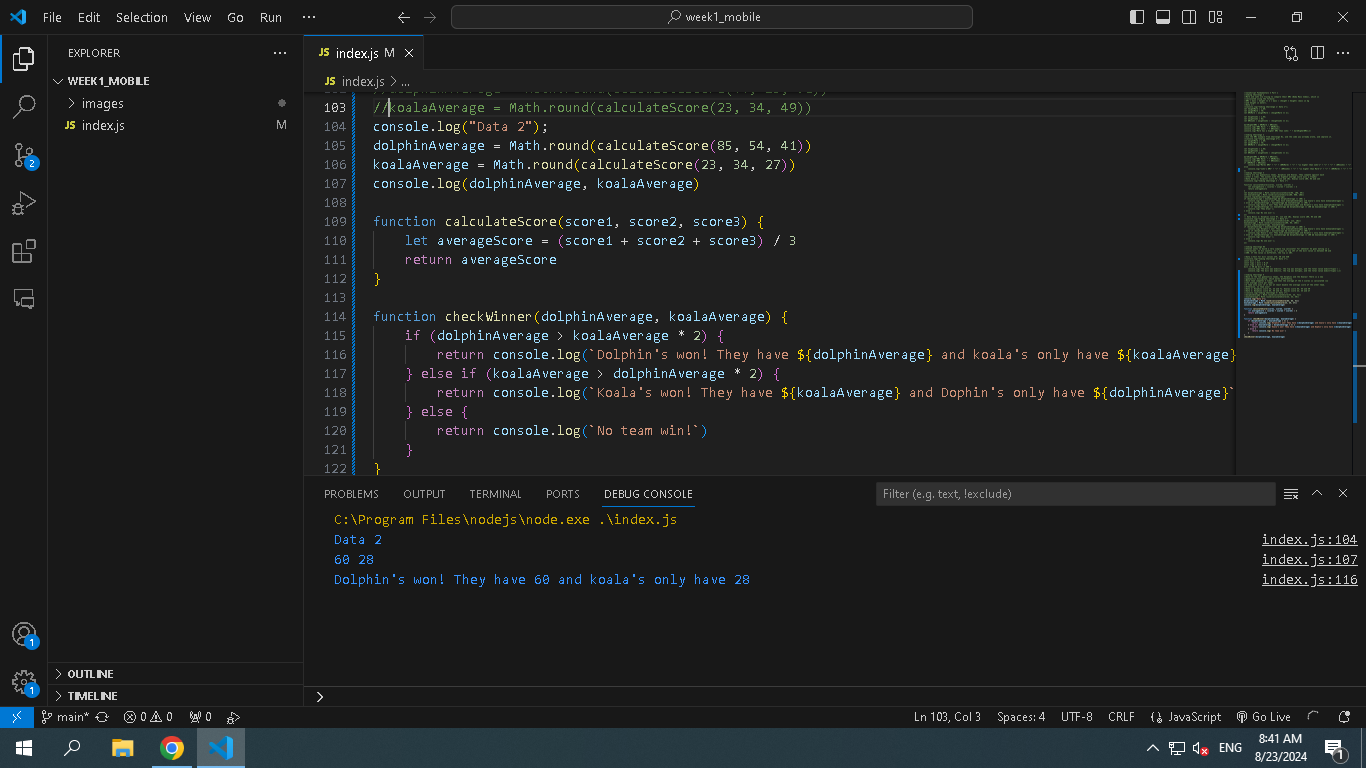 File Edit Selection View Go Run ···
week1_mobile
EXPLORER
WEEK1_MOBILE
images
JS index.js M
JS index.js M
JS index.js > ...
103 //koalaAverage = Math.round(calculateScore(23, 34, 49))
104 console.log("Data 2");
105 dolphinAverage = Math.round(calculateScore(85, 54, 41))
106 koalaAverage = Math.round(calculateScore(23, 34, 27))
107 console.log(dolphinAverage, koalaAverage)
108
109 function calculateScore(score1, score2, score3) {
110 let averageScore = (score1 + score2 + score3) / 3
111 return averageScore
112 }
113
114 function checkWinner(dolphinAverage, koalaAverage) {
115 if (dolphinAverage > koalaAverage * 2) {
116 return console.log(`Dolphin's won! They have ${dolphinAverage} and koala's only have ${koalaAverage}
117 } else if (koalaAverage > dolphinAverage * 2) {
118 return console.log(`Koala's won! They have ${koalaAverage} and Dophin's only have ${dolphinAverage}`
119 } else {
120 return console.log(`No team win!`)
121 }
122 }
PROBLEMS OUTPUT TERMINAL PORTS DEBUG CONSOLE
Filter (e.g. text, !exclude)
C:\Program Files\nodejs\node.exe .\index.js
Data 2 index.js:104
60 28 index.js:107
Dolphin's won! They have 60 and koala's only have 28 index.js:116
2
1
1
OUTLINE
TIMELINE
main* 0 0 0 Ln 103, Col 3 Spaces: 4 UTF-8 CRLF JavaScript Go Live
ENG
8:41 AM
8/23/2024
1